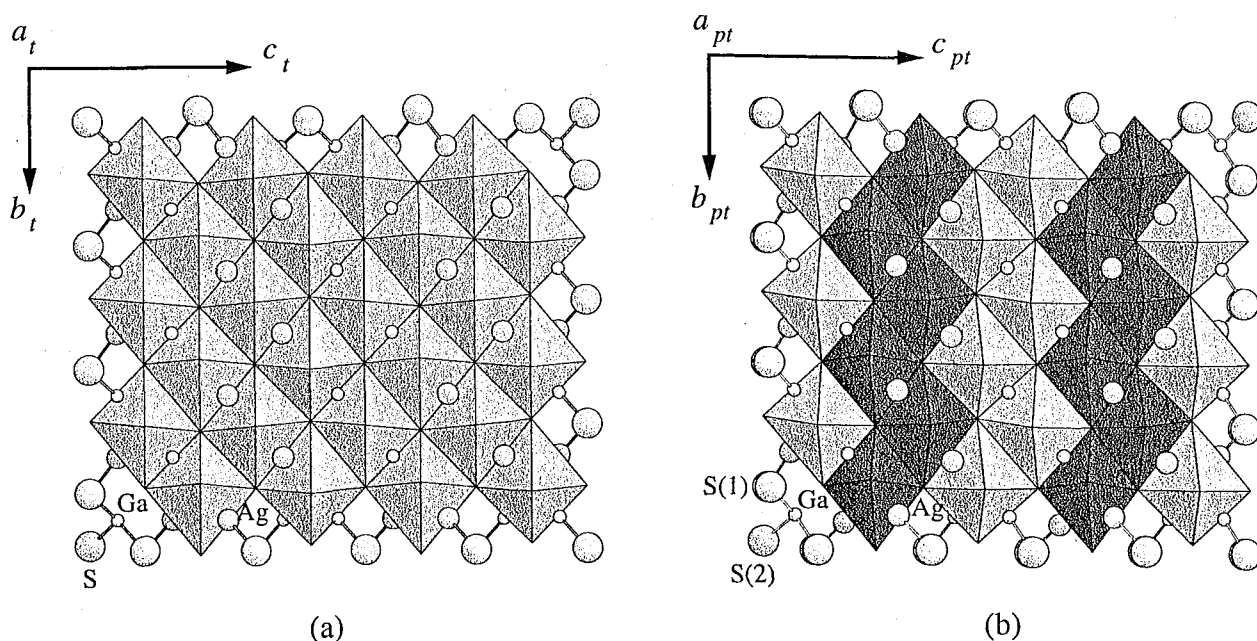 a_t
c_t
b_t
Ga
Ag
S
(a)
a_pt
c_pt
b_pt
S(1)
Ga
Ag
S(2)
(b)